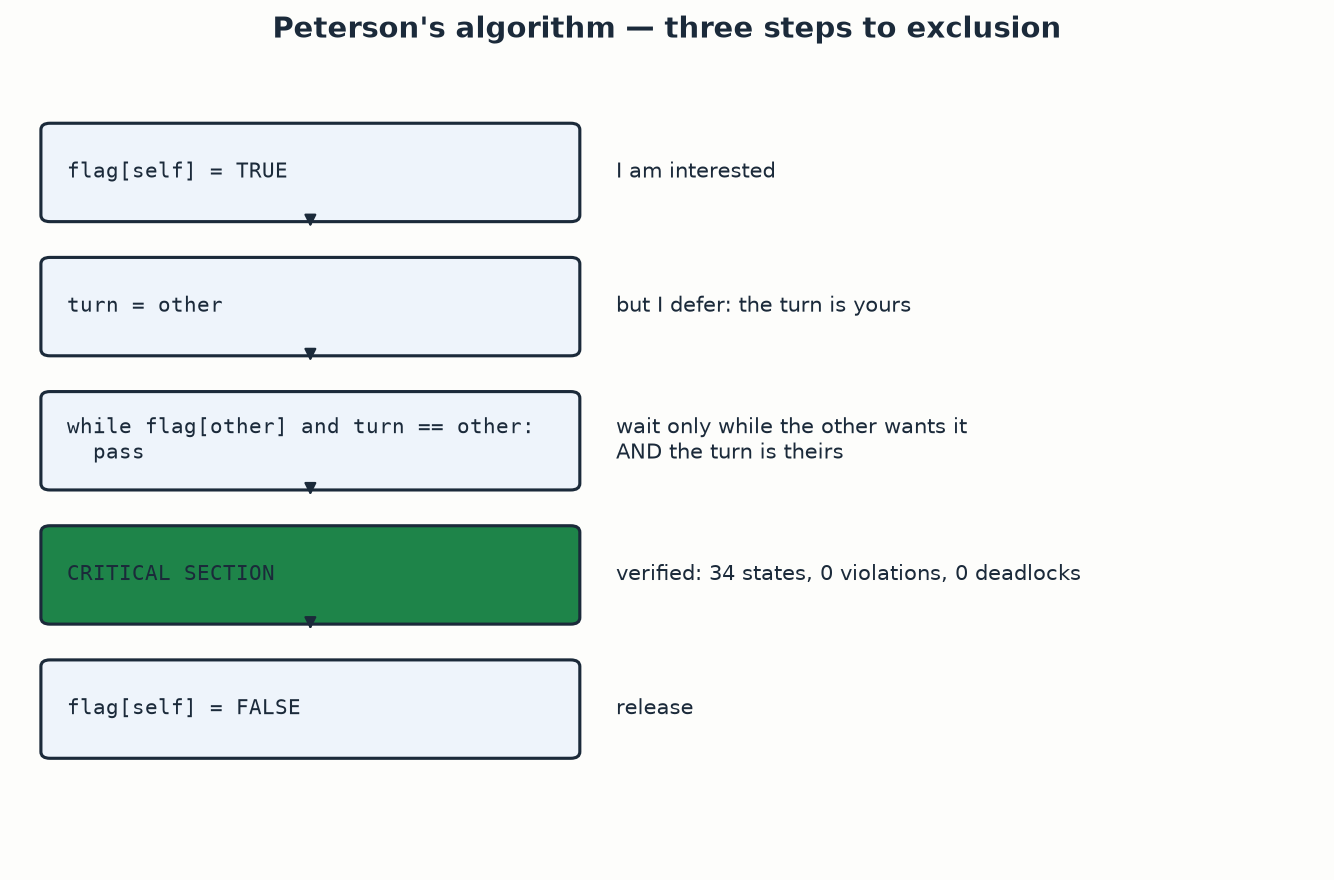 Peterson's algorithm — three steps to exclusion
flag[self] = TRUE
I am interested
turn = other
but I defer: the turn is yours
while flag[other] and turn == other:
  pass
wait only while the other wants it
AND the turn is theirs
CRITICAL SECTION
verified: 34 states, 0 violations, 0 deadlocks
flag[self] = FALSE
release